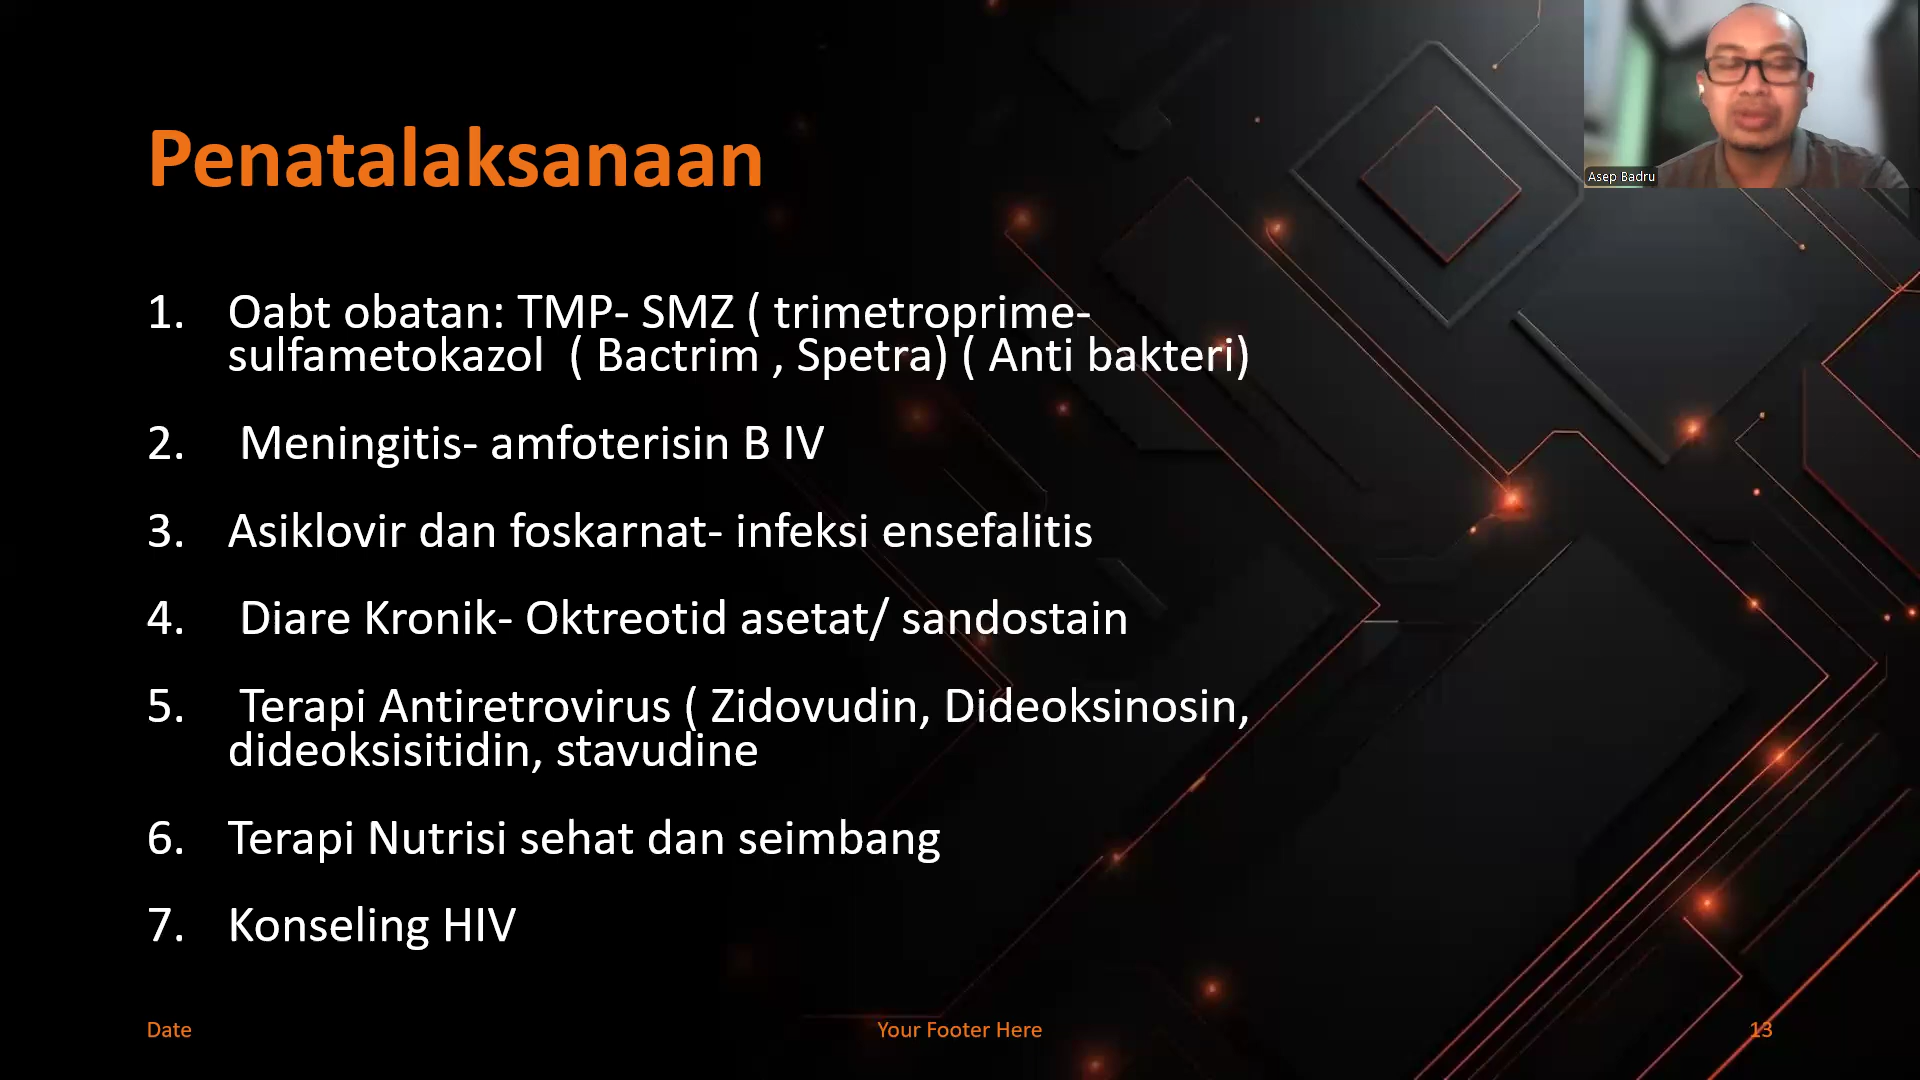 Penatalaksanaan
Asep Badru
1. Oabt obatan: TMP- SMZ ( trimetroprime-
sulfametokazol ( Bactrim , Spetra) ( Anti bakteri)
2. Meningitis- amfoterisin B IV
3. Asiklovir dan foskarnat- infeksi ensefalitis
4. Diare Kronik- Oktreotid asetat/ sandostain
5. Terapi Antiretrovirus ( Zidovudin, Dideoksinosin,
dideoksisitidin, stavudine
6. Terapi Nutrisi sehat dan seimbang
7. Konseling HIV
Date
Your Footer Here
13